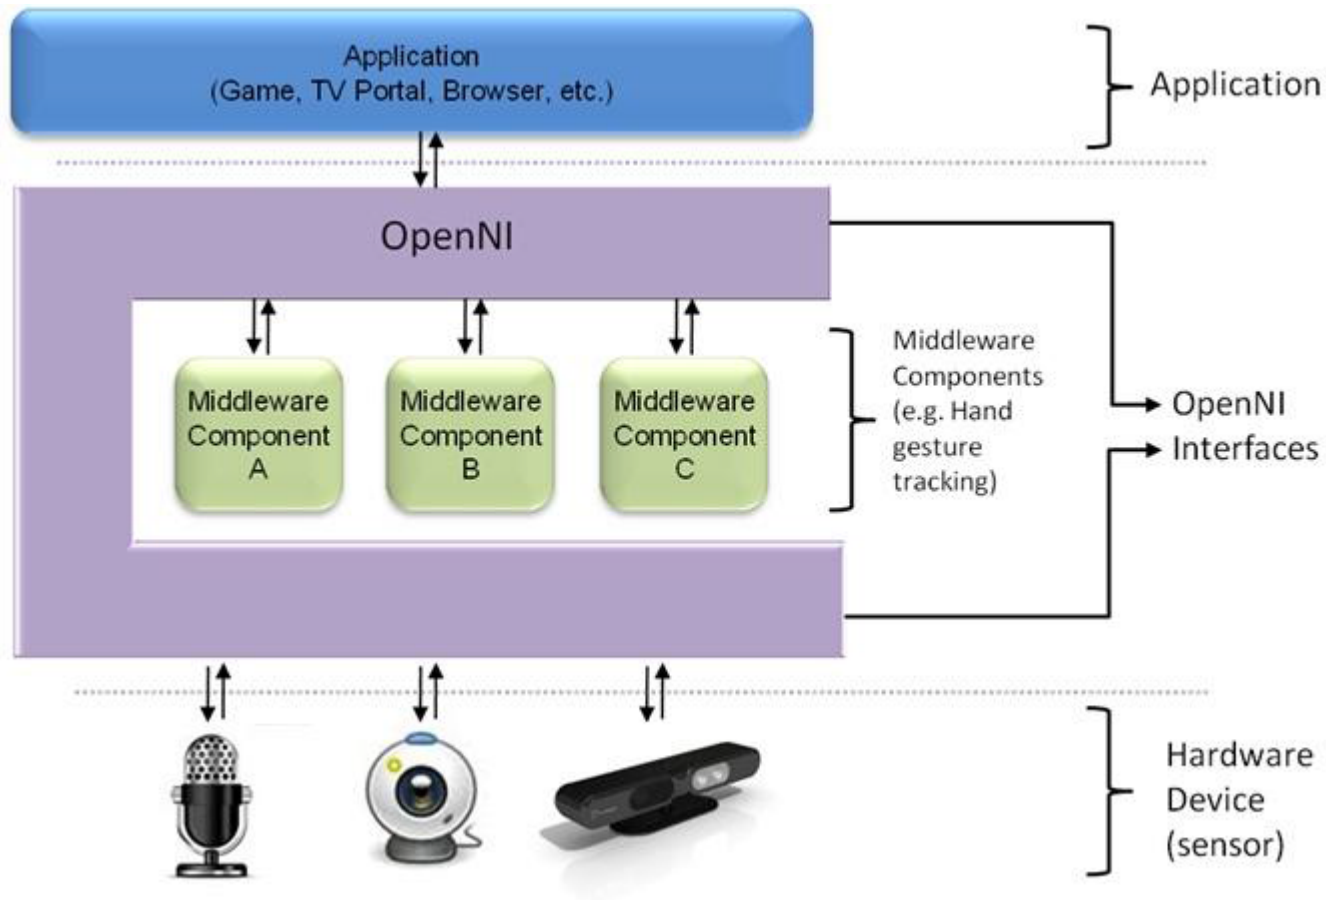 Application
(Game, TV Portal, Browser, etc.)
Application
OpenNI
Middleware
Component
A
Middleware
Component
B
Middleware
Component
C
Middleware
Components
(e.g. Hand
gesture
tracking)
OpenNI
Interfaces
Hardware
Device
(sensor)